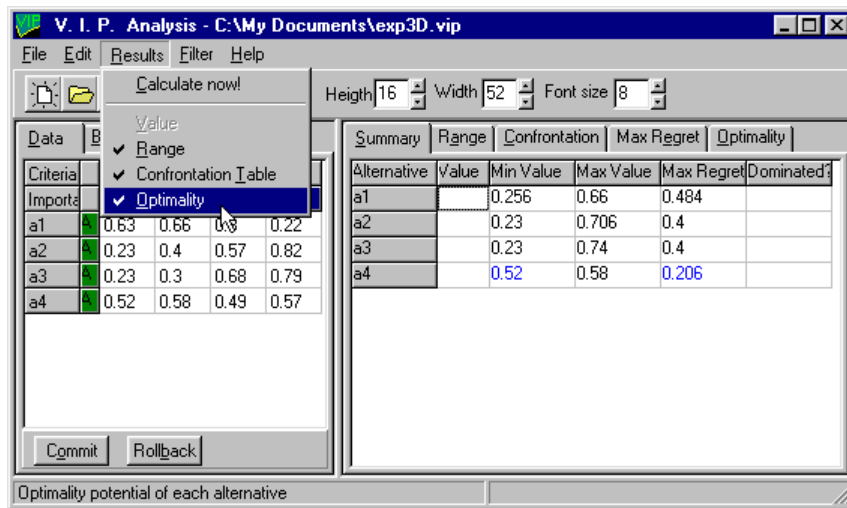 V. I. P. Analysis - C:\My Documents\exp3D.vip
File Edit Results Filter Help
Calculate now!
Value
Range
Confrontation Table
Optimality
Heigth 16 Width 52 Font size 8
Data B
Summary Range Confrontation Max Regret Optimality
Criteria
Importa
a1 A 0.63 0.66 0.22
a2 A 0.23 0.4 0.57 0.82
a3 A 0.23 0.3 0.68 0.79
a4 A 0.52 0.58 0.49 0.57
Alternative Value Min Value Max Value Max Regret Dominated?
a1 0.256 0.66 0.484
a2 0.23 0.706 0.4
a3 0.23 0.74 0.4
a4 0.52 0.58 0.206
Commit Rollback
Optimality potential of each alternative